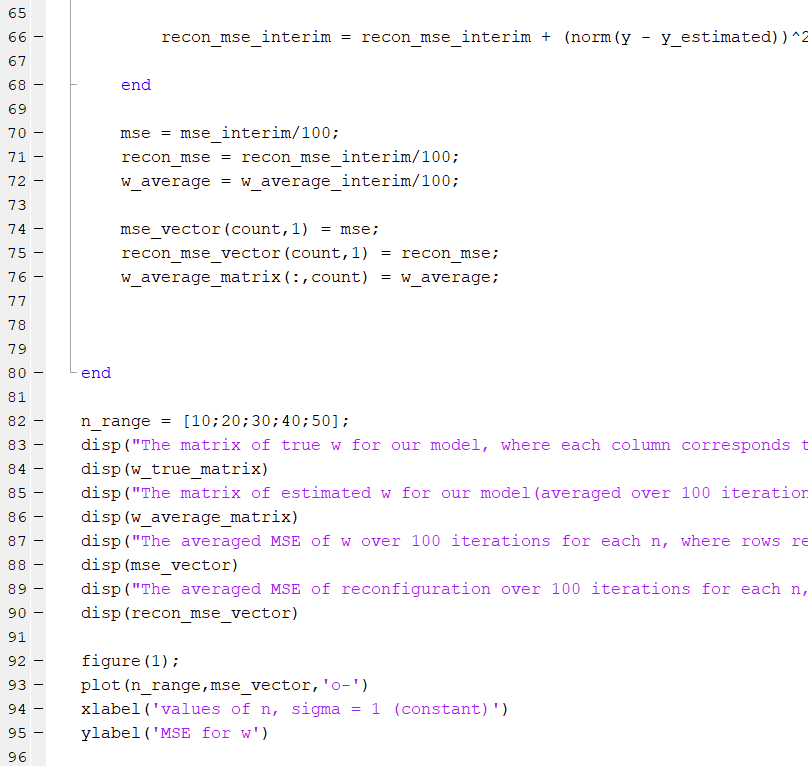 65
66 – recon_mse_interim = recon_mse_interim + (norm(y - y_estimated))^2
67
68 – end
69
70 – mse = mse_interim/100;
71 – recon_mse = recon_mse_interim/100;
72 – w_average = w_average_interim/100;
73
74 – mse_vector(count,1) = mse;
75 – recon_mse_vector(count,1) = recon_mse;
76 – w_average_matrix(:,count) = w_average;
77
78
79
80 – end
81
82 – n_range = [10;20;30;40;50];
83 – disp("The matrix of true w for our model, where each column corresponds t
84 – disp(w_true_matrix)
85 – disp("The matrix of estimated w for our model(averaged over 100 iteration
86 – disp(w_average_matrix)
87 – disp("The averaged MSE of w over 100 iterations for each n, where rows re
88 – disp(mse_vector)
89 – disp("The averaged MSE of reconfiguration over 100 iterations for each n,
90 – disp(recon_mse_vector)
91
92 – figure(1);
93 – plot(n_range,mse_vector,'o-')
94 – xlabel('values of n, sigma = 1 (constant)')
95 – ylabel('MSE for w')
96